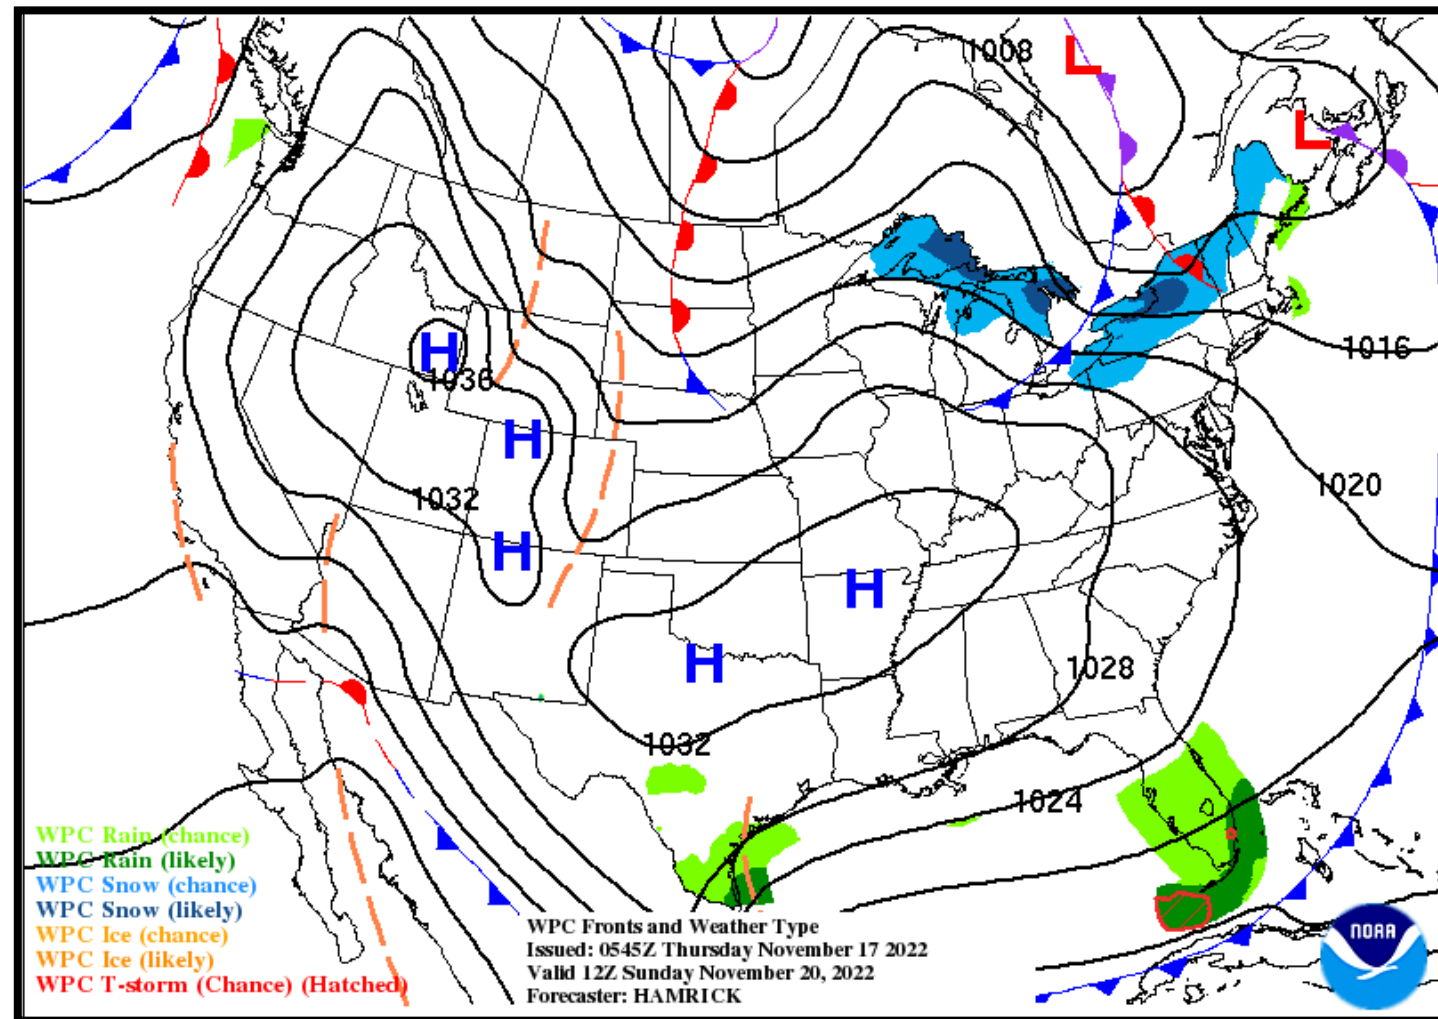 1008
L
L
1016
H
1036
H
1020
1032
H
H
H
1028
1032
1024
WPC Rain (chance)
WPC Rain (likely)
WPC Snow (chance)
WPC Snow (likely)
WPC Ice (chance)
WPC Ice (likely)
WPC T-storm (Chance) (Hatched)
WPC Fronts and Weather Type
Issued: 0545Z Thursday November 17 2022
Valid 12Z Sunday November 20, 2022
Forecaster: HAMRICK
NOAA